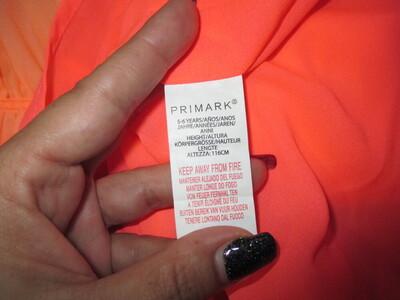 PRIMARK®
5-6 YEARS/AÑOS/ANOS
JAHRE/ANNÉES/JAREN/
ANNI
HEIGHT/ALTURA
KÖRPERGRÖSSE/HAUTEUR
LENGTE
ALTEZZA:116CM
KEEP AWAY FROM FIRE
MANTENER ALEJADO DEL FUEGO
MANTER LONGE DO FOGO
VON FEUER FERNHALTEN
A TENIR ÉLOIGNÉ DU FEU
BUITEN BEREIK VAN VUUR HOUDEN
TENERE LONTANO DAL FUOCO